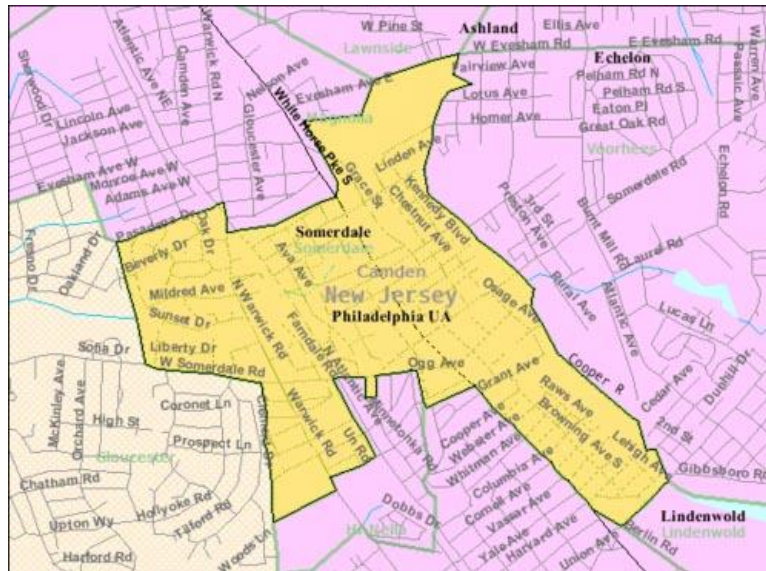 W Pine St
Ashland
Ellis Ave
Lawnside
W Evesham Rd
E Evesham Rd
Echelon
Warren Ave
Passaic Ave
Sherwood Dr
Atlantic Ave NE
Camden Ave
Warwick Rd N
Nelson Ave
Evesham Ave E
Fairview Ave
Pelham Rd N
Pelham Rd S
Lotus Ave
Eaton Pl
Homer Ave
Great Oak Rd
Magnolia
White Horse Pke S
Lincoln Ave
Jackson Ave
Gloucester Ave
Voorhees
Echelon Rd
Evesham Ave W
Monroe Ave W
Adams Ave W
Linden Ave
Grace St
Chestnut Ave
Kennedy Blvd
Somerdale Rd
3rd St
Preston Ave
Burnt Mill Rd
Laurel Rd
Pasadena Dr
Oak Dr
Beverly Dr
Somerdale
Somerdale
Ava Ave
Fresno Dr
Oakland Dr
Camden
New Jersey
Philadelphia UA
Mildred Ave
N Warwick Rd
Sunset Dr
Farndale Rd
N Atlantic Ave
Osage Ave
Rural Ave
Atlantic Ave
Lucas Ln
Sofia Dr
Liberty Dr
W Somerdale Rd
Ogg Ave
Grant Ave
Cooper R
Cedar Ave
Duphill Dr
McKinley Ave
Orchard Ave
Coronet Ln
High St
Prospect Ln
Gloucester
Warwick Rd
Un Rd
Cooper Ave
Webster Ave
Whitman Ave
Raws Ave
Browning Ave S
Lehigh Av
2nd St
Gibbsboro Rd
Chatham Rd
Hollyoke Rd
Tilford Rd
Upton Wy
Harford Rd
Woods Ln
Hi-Nella
Dobbs Dr
Columbia Ave
Cornell Ave
Vassar Ave
Yale Ave
Harvard Ave
Union Ave
Berlin Rd
Lindenwold
Lindenwold